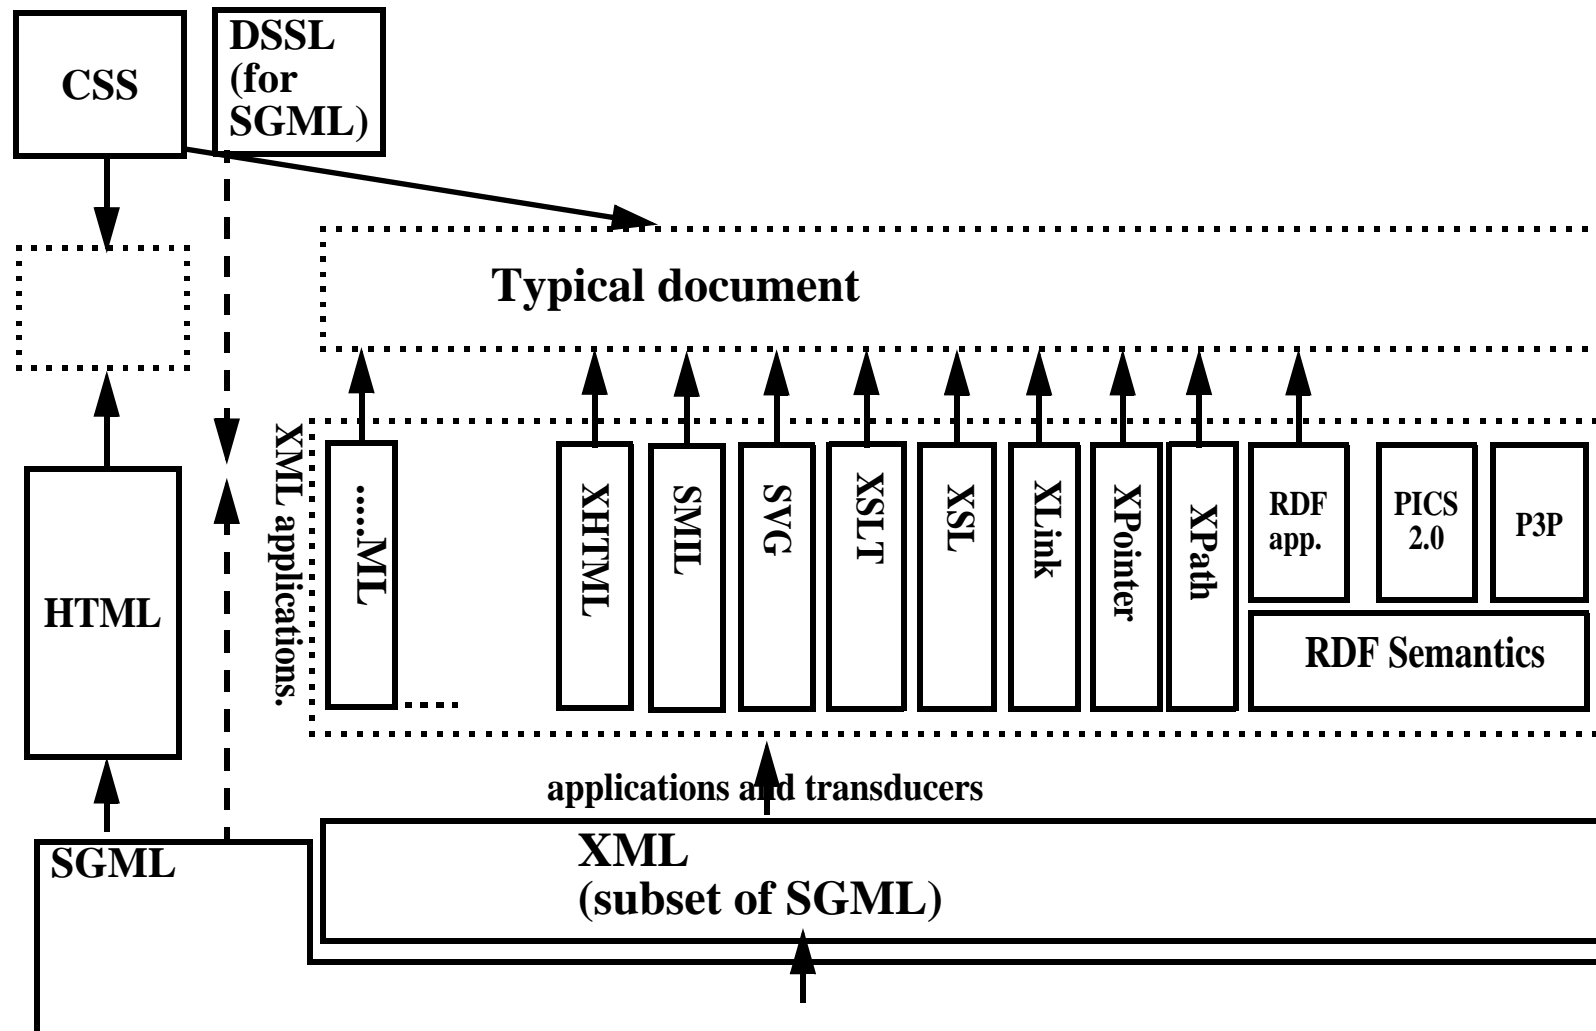 CSS
DSSL
(for
SGML)
Typical document
XML applications.
.....ML
XHTML
SMIL
SVG
XSLT
XSL
XLink
XPointer
XPath
RDF
app.
PICS
2.0
P3P
HTML
RDF Semantics
applications and transducers
SGML
XML
(subset of SGML)